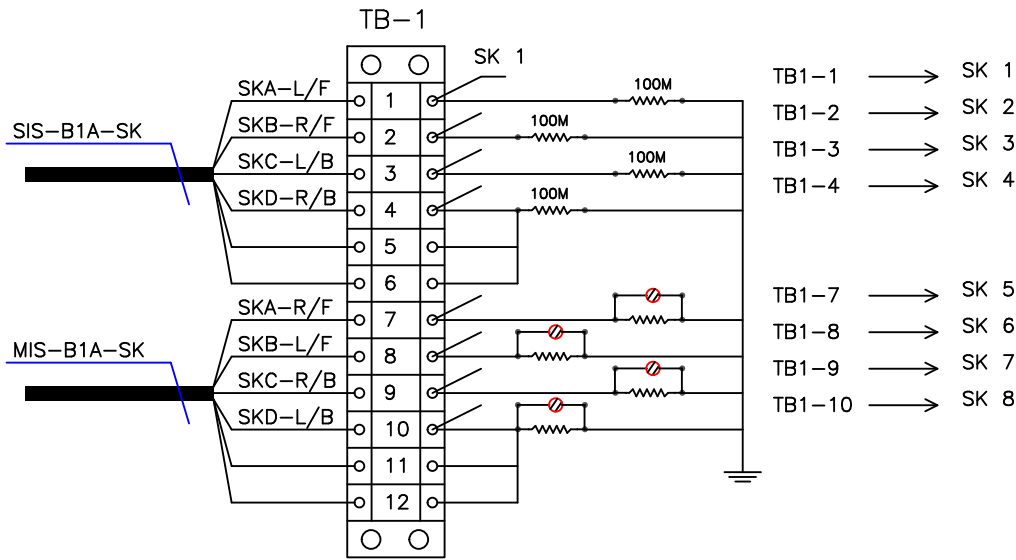 TB-1
SIS-B1A-SK
SKA-L/F
SKB-R/F
SKC-L/B
SKD-R/B
MIS-B1A-SK
SKA-R/F
SKB-L/F
SKC-R/B
SKD-L/B
1
2
3
4
5
6
7
8
9
10
11
12
SK 1
100M
100M
100M
100M
TB1-1 SK 1
TB1-2 SK 2
TB1-3 SK 3
TB1-4 SK 4
TB1-7 SK 5
TB1-8 SK 6
TB1-9 SK 7
TB1-10 SK 8